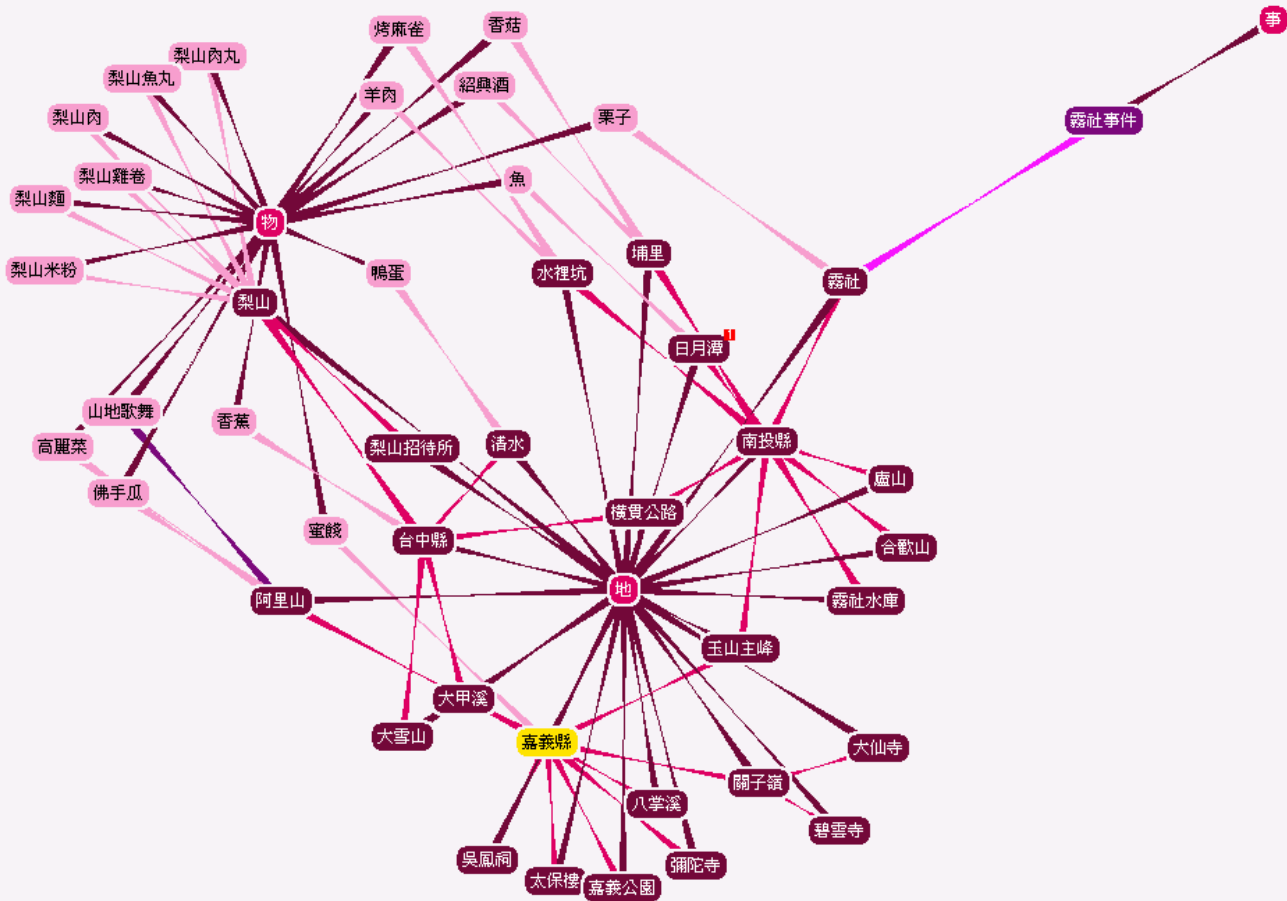 事
烤麻雀
香菇
梨山肉丸
梨山魚丸
紹興酒
羊肉
梨山肉
栗子
霧社事件
梨山雞卷
魚
梨山麵
物
埔里
梨山米粉
鴨蛋
水裡坑
霧社
梨山
日月潭
1
山地歌舞
香蕉
高麗菜
梨山招待所
清水
南投縣
佛手瓜
廬山
橫貫公路
蜜餞
台中縣
合歡山
地
阿里山
霧社水庫
玉山主峰
大甲溪
大雪山
嘉義縣
大仙寺
關子嶺
八掌溪
碧雲寺
吳鳳祠
彌陀寺
太保樓
嘉義公園